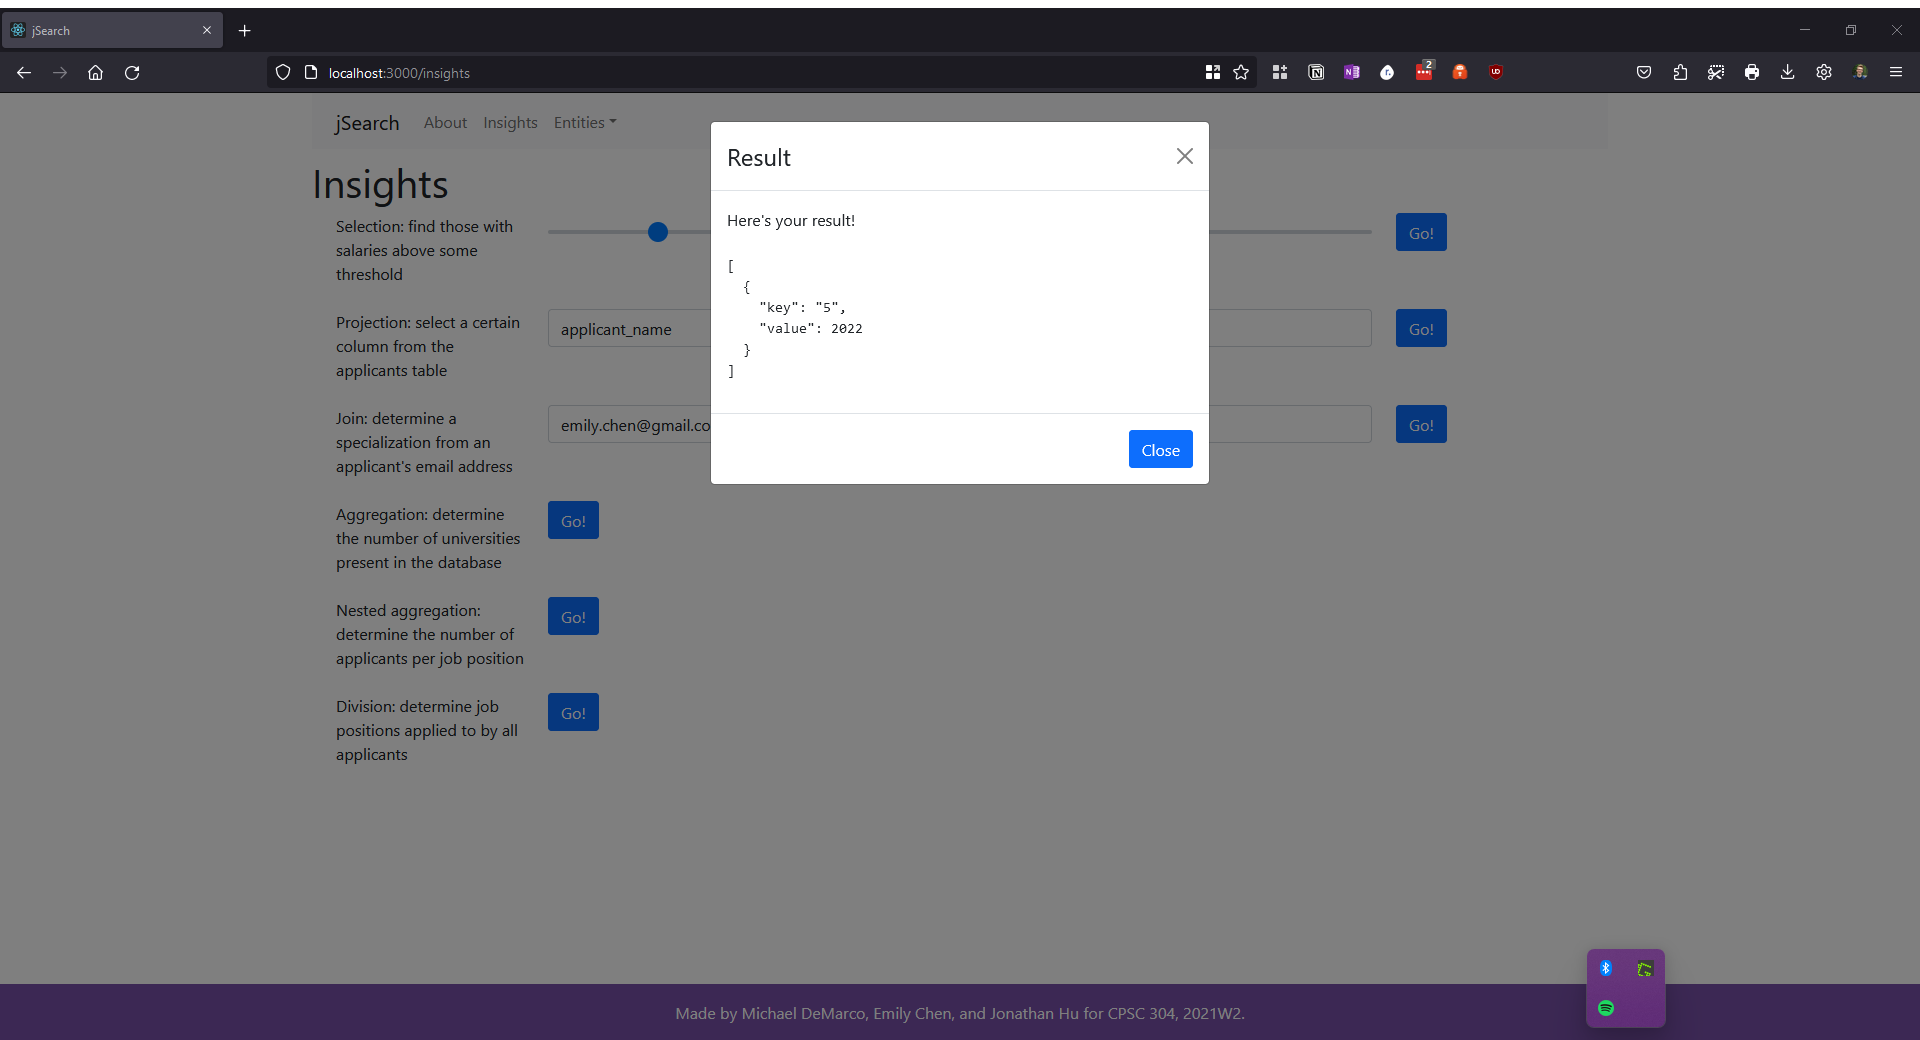 jSearch
localhost:3000/insights
2
jSearch About Insights Entities
Insights
Selection: find those with
salaries above some
threshold
Go!
Projection: select a certain
column from the
applicants table
applicant_name
Go!
Join: determine a
specialization from an
applicant's email address
emily.chen@gmail.co
Go!
Aggregation: determine
the number of universities
present in the database
Go!
Nested aggregation:
determine the number of
applicants per job position
Go!
Division: determine job
positions applied to by all
applicants
Go!
Result
Here's your result!
[
{
"key": "5",
"value": 2022
}
]
Close
Made by Michael DeMarco, Emily Chen, and Jonathan Hu for CPSC 304, 2021W2.